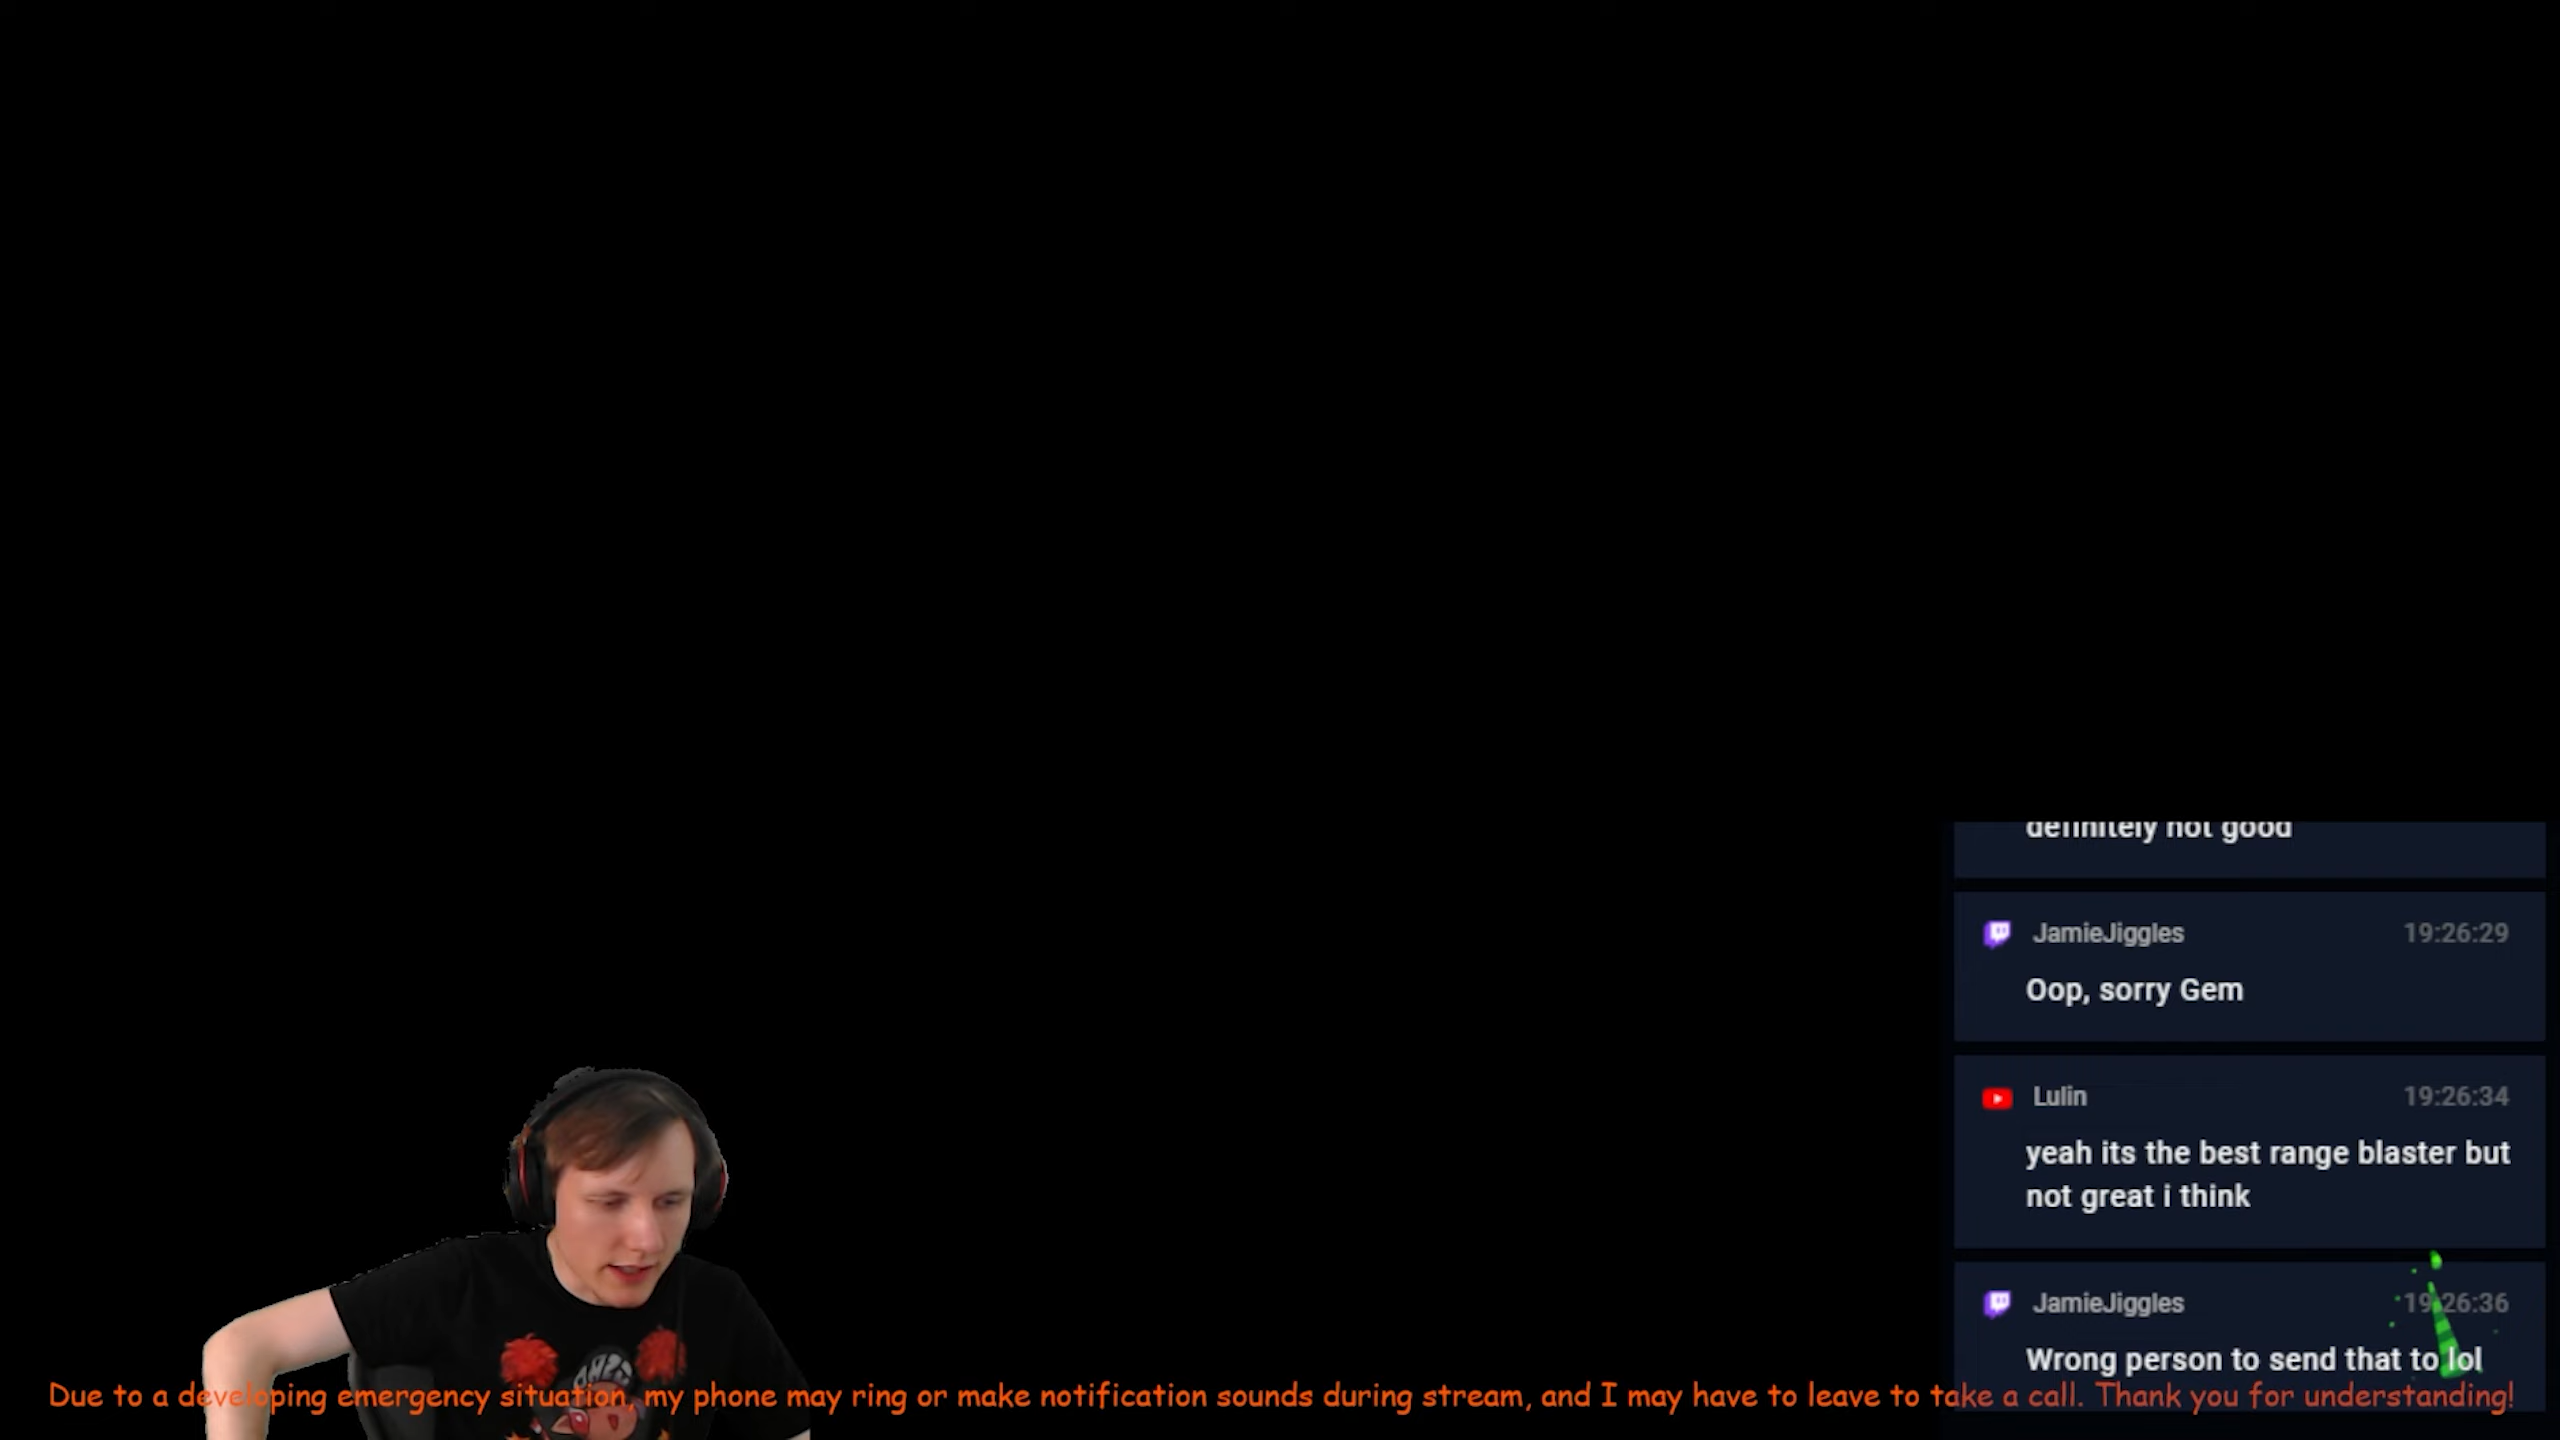 definitely not good
JamieJiggles 19:26:29
Oop, sorry Gem
Lulin 19:26:34
yeah its the best range blaster but
not great i think
JamieJiggles 19:26:36
Wrong person to send that to lol
Due to a developing emergency situation, my phone may ring or make notification sounds during stream, and I may have to leave to take a call. Thank you for understanding!